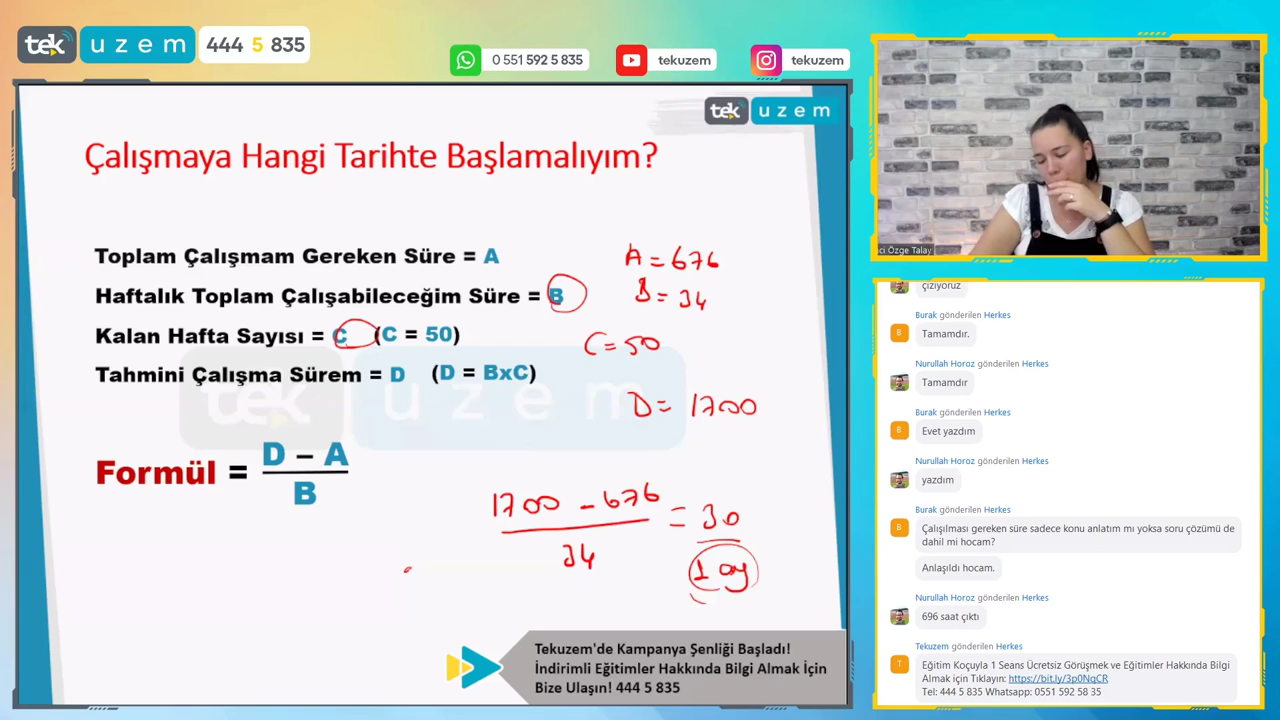 tek uzem 444 5 835
0 551 592 5 835
tekuzem
tekuzem
tek uzem
Çalışmaya Hangi Tarihte Başlamalıyım?
Toplam Çalışmam Gereken Süre = A
Haftalık Toplam Çalışabileceğim Süre = B
Kalan Hafta Sayısı = C (C = 50)
Tahmini Çalışma Sürem = D (D = BxC)
tek uzem
Formül = D – A
B
A = 676
B = 34
C = 50
D = 1700
1700 - 676 = 30
34
1 ay
Tekuzem'de Kampanya Şenliği Başladı!
İndirimli Eğitimler Hakkında Bilgi Almak İçin
Bize Ulaşın! 444 5 835
ci Özge Talay
çiziyoruz
Burak gönderilen Herkes
B
Tamamdır.
Nurullah Horoz gönderilen Herkes
Tamamdır
Burak gönderilen Herkes
B
Evet yazdım
Nurullah Horoz gönderilen Herkes
yazdım
Burak gönderilen Herkes
B
Çalışılması gereken süre sadece konu anlatım mı yoksa soru çözümü de
dahil mi hocam?
Anlaşıldı hocam.
Nurullah Horoz gönderilen Herkes
696 saat çıktı
Tekuzem gönderilen Herkes
T
Eğitim Koçuyla 1 Seans Ücretsiz Görüşmek ve Eğitimler Hakkında Bilgi
Almak için Tıklayın: https://bit.ly/3p0NqCR
Tel: 444 5 835 Whatsapp: 0551 592 58 35